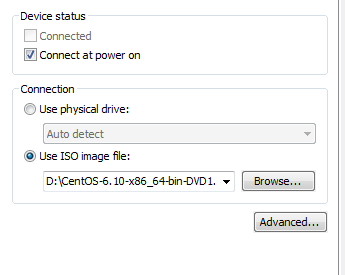 Device status
Connected
Connect at power on
Connection
Use physical drive:
Auto detect
Use ISO image file:
D:\CentOS-6.10-x86_64-bin-DVD1.
Browse...
Advanced...